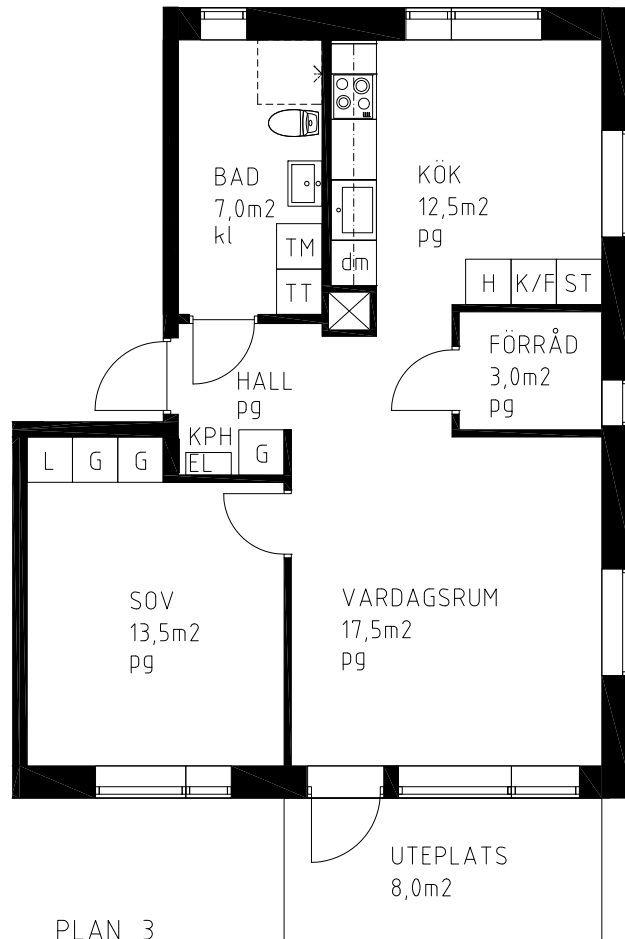 BAD
7,0m2
kl
TM
TT
KÖK
12,5m2
pg
dm
H K/F ST
FÖRRÅD
3,0m2
pg
HALL
pg
KPH
EL
G
L G G
SOV
13,5m2
pg
VARDAGSRUM
17,5m2
pg
UTEPLATS
8,0m2
PLAN 3